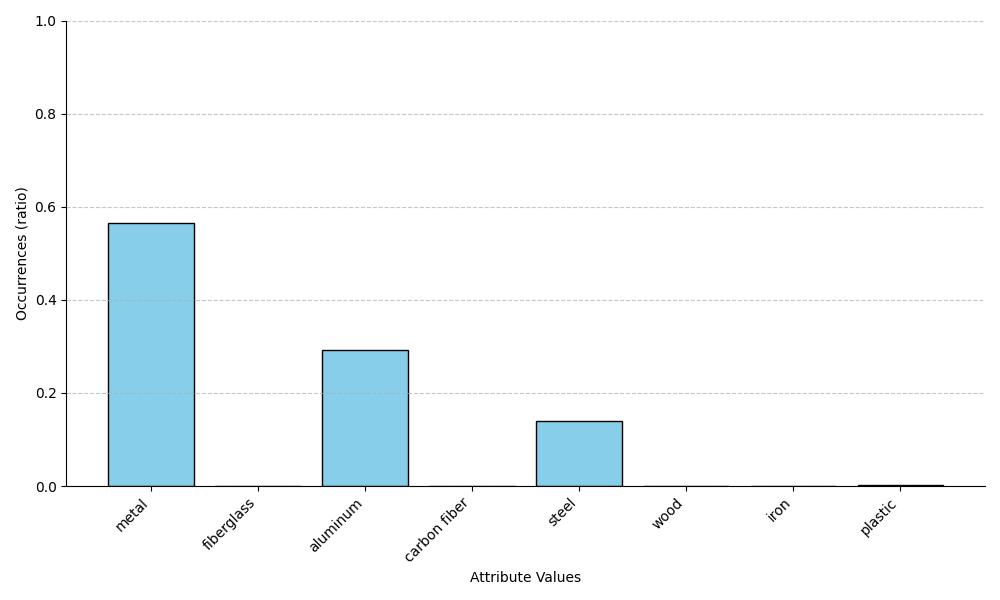 1.0
0.8
0.6
0.4
0.2
0.0
Occurrences (ratio)
metal
fiberglass
aluminum
carbon fiber
steel
wood
iron
plastic
Attribute Values